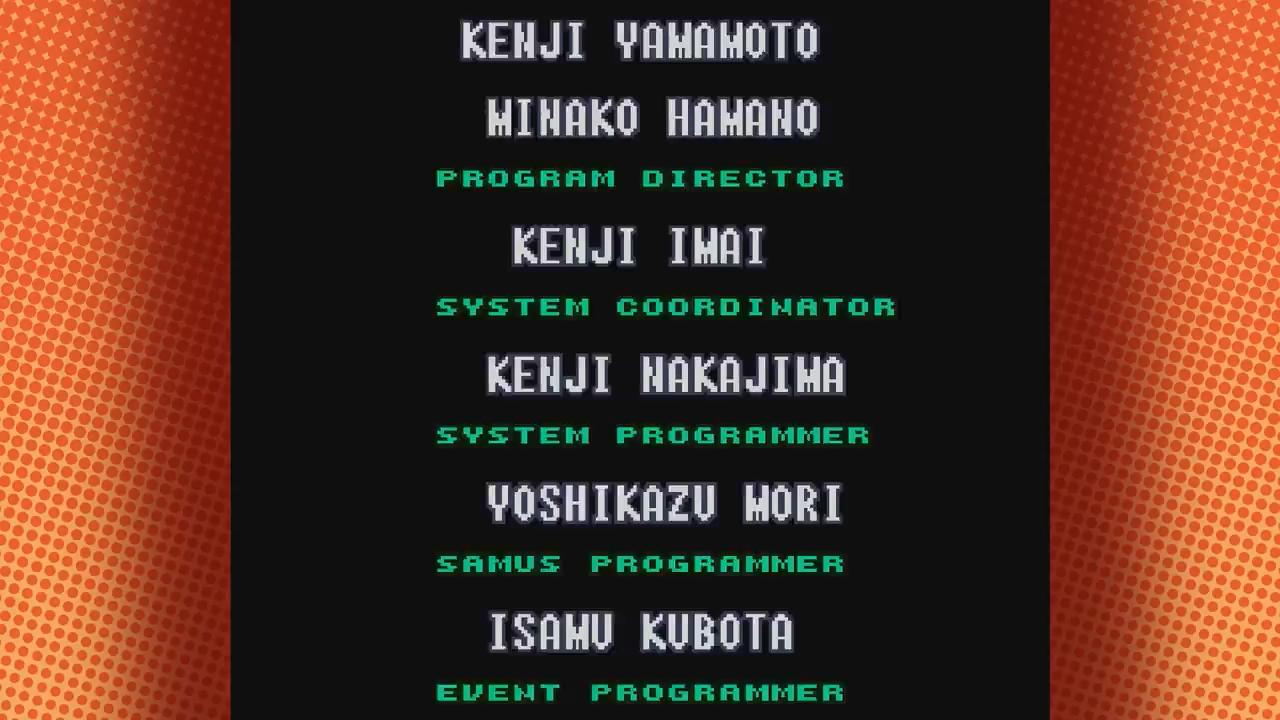 KENJI YAMAMOTO
MINAKO HAMANO
PROGRAM DIRECTOR
KENJI IMAI
SYSTEM COORDINATOR
KENJI NAKAJIMA
SYSTEM PROGRAMMER
YOSHIKAZU MORI
SAMUS PROGRAMMER
ISAMU KUBOTA
EVENT PROGRAMMER